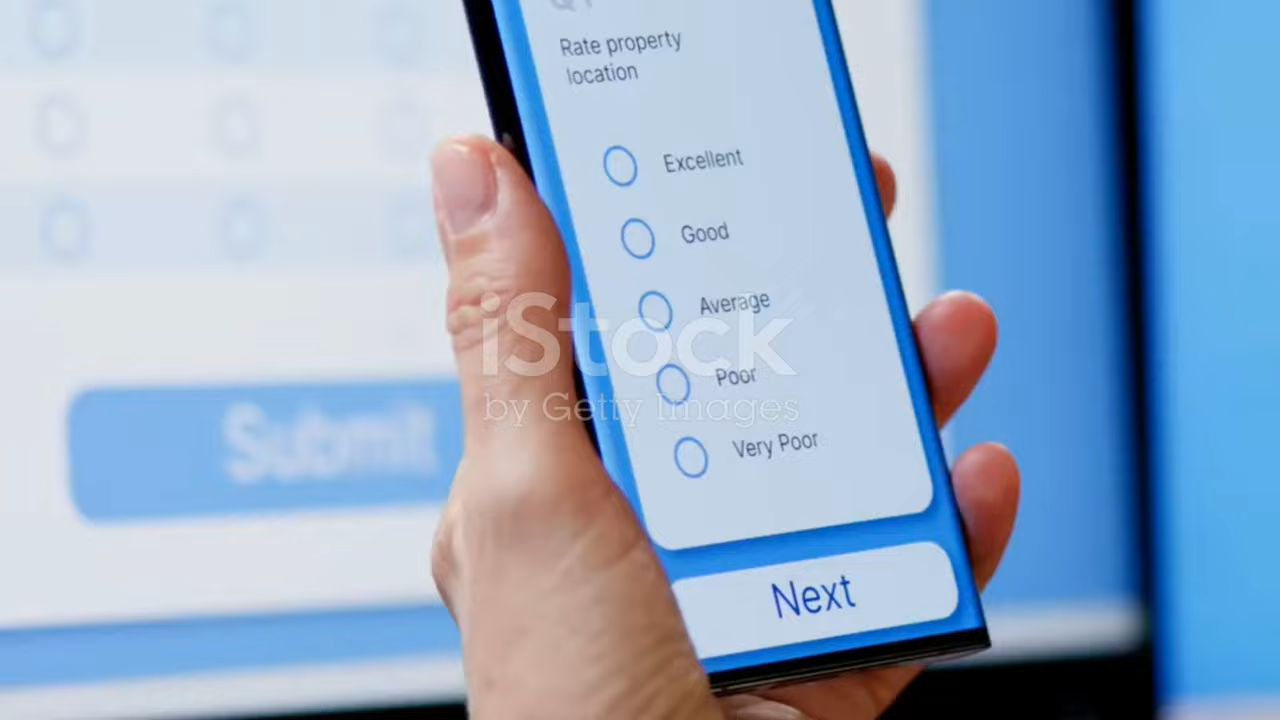 Rate property
location
Excellent
Good
Average
Poor
Very Poor
Next
Submit
iStock
by Getty Images